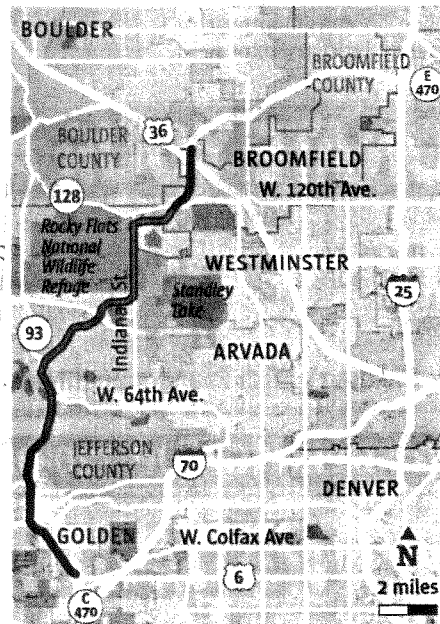 BOULDER
BROOMFIELD
COUNTY
E
470
BOULDER
COUNTY
36
BROOMFIELD
W. 120th Ave.
128
Rocky Flats
National
Wildlife
Refuge
WESTMINSTER
Indiana St
Standley
Lake
25
93
ARVADA
W. 64th Ave.
JEFFERSON
COUNTY
70
DENVER
GOLDEN
W. Colfax Ave.
N
6
2 miles
C
470